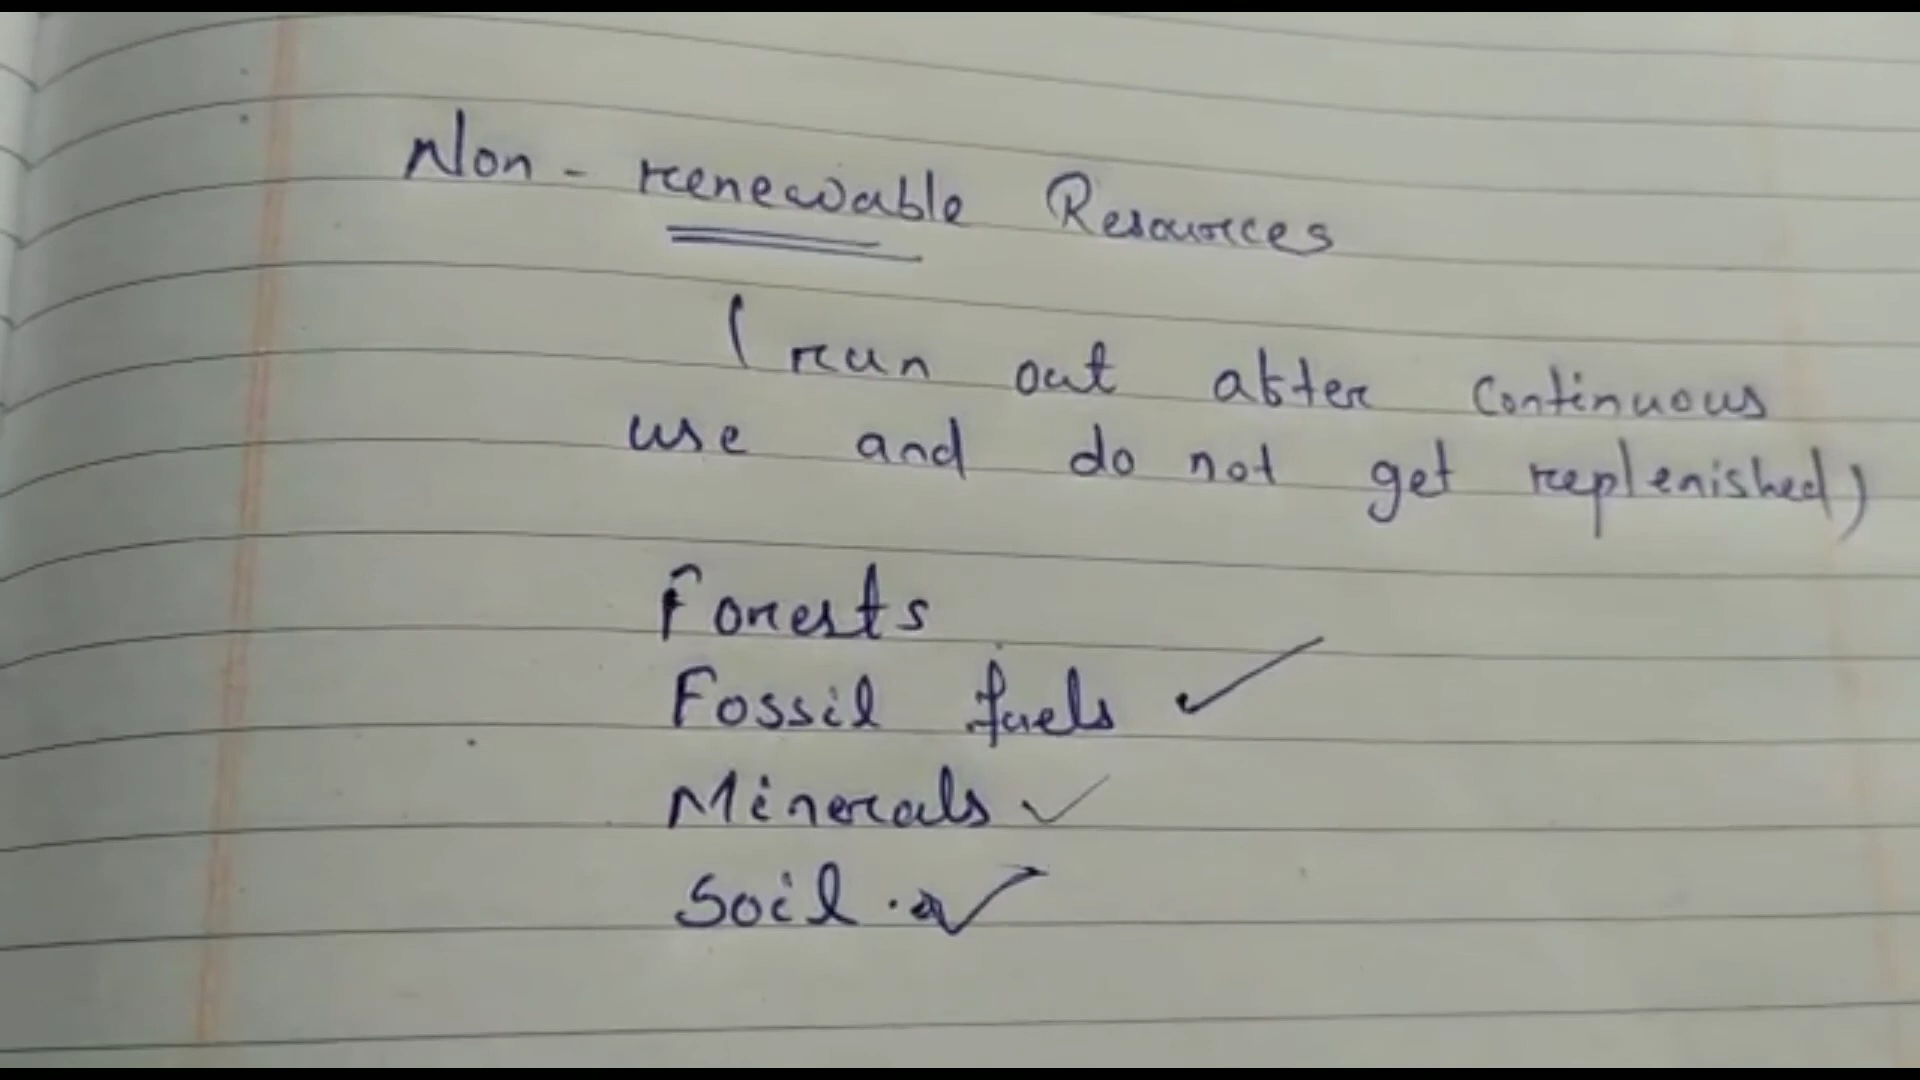 Non - renewable Resources
(run out after continuous
use and do not get replenished)
Forests
Fossil fuels ✓
Minerals ✓
Soil . ✓